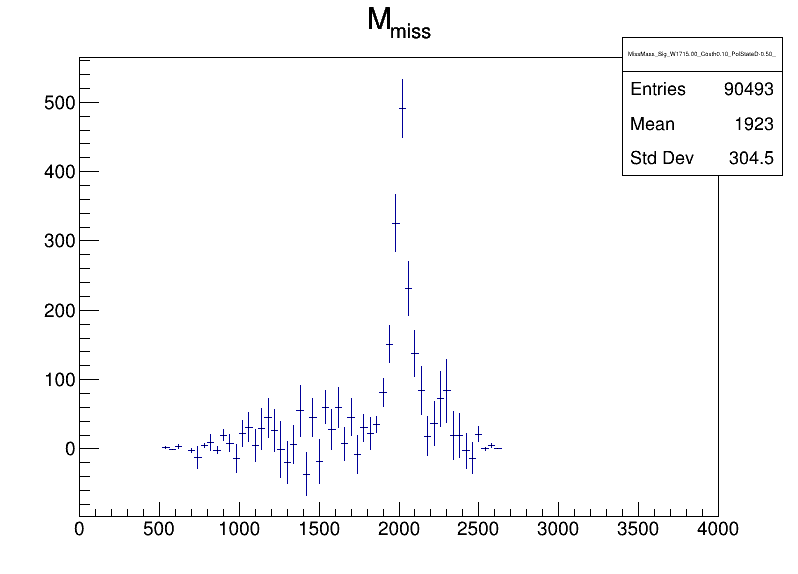 M_miss
MissMass_Sig_W1715.00_Costh0.10_PolStateD-0.50_
Entries 90493
Mean 1923
Std Dev 304.5
500
400
300
200
100
0
0 500 1000 1500 2000 2500 3000 3500 4000